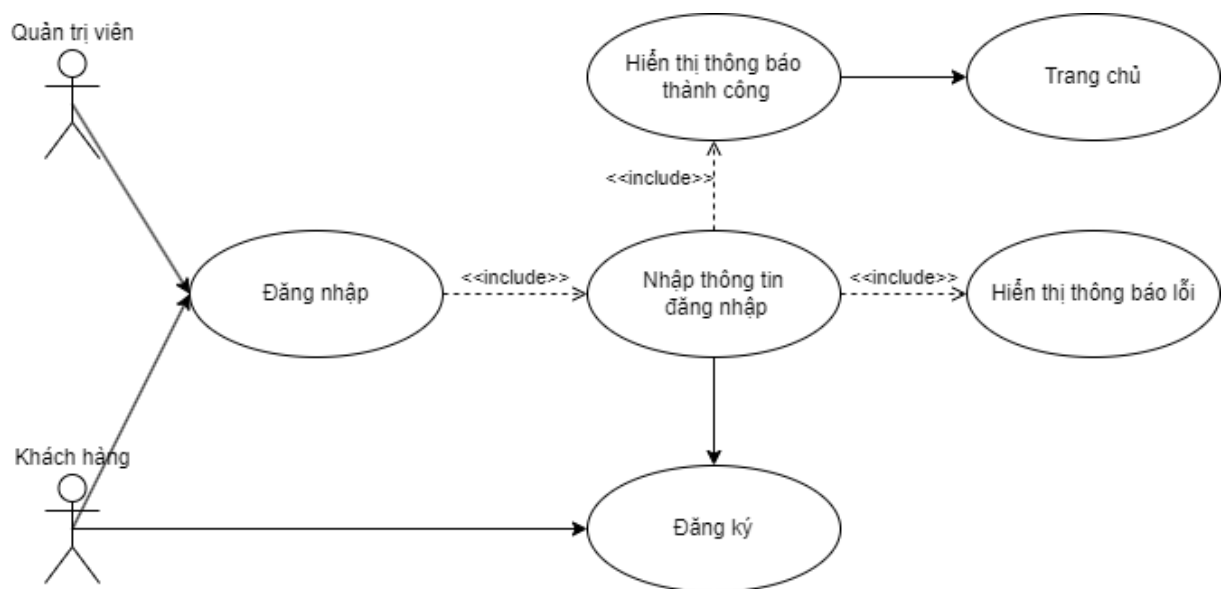 Quản trị viên
Hiển thị thông báo
thành công
Trang chủ
<<include>>
Đăng nhập
<<include>>
Nhập thông tin
đăng nhập
<<include>>
Hiển thị thông báo lỗi
Khách hàng
Đăng ký